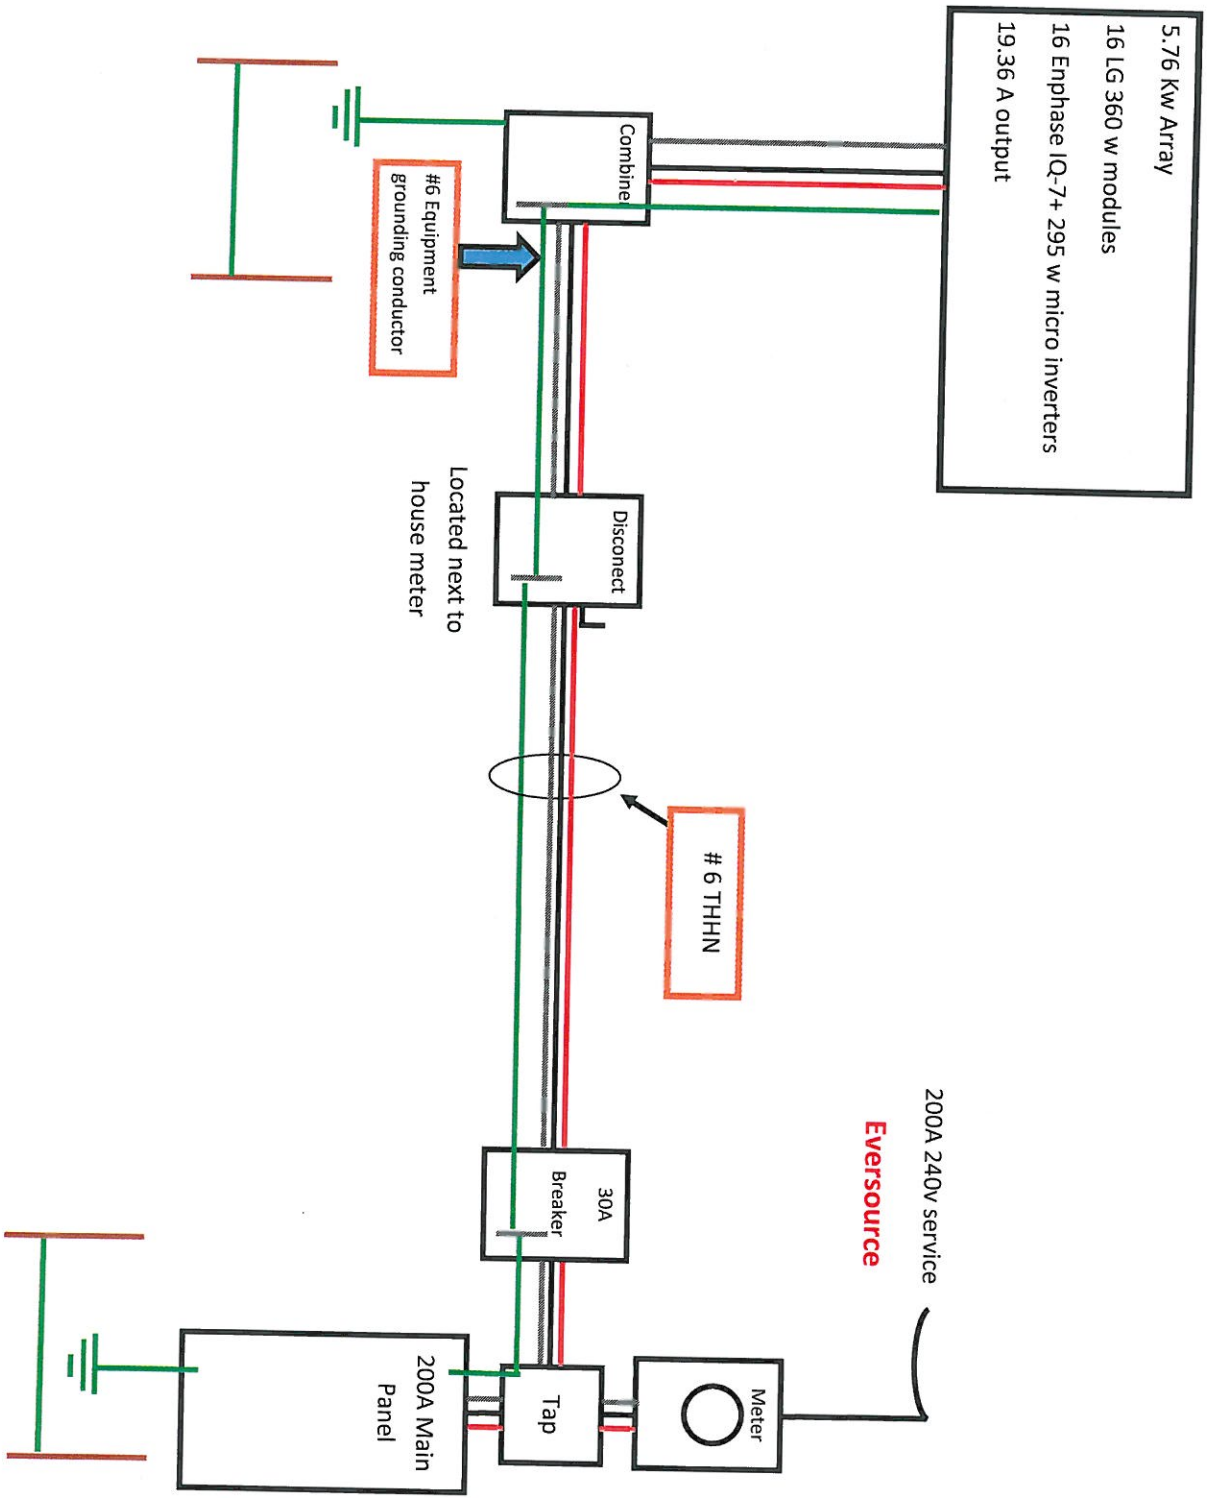 5.76 Kw Array
16 LG 360 w modules
16 Enphase IQ-7+ 295 w micro inverters
19.36 A output
Combiner
#6 Equipment
grounding conductor
Disconect
Located next to
house meter
# 6 THHN
200A 240v service
Eversource
30A
Breaker
Meter
Tap
200A Main
Panel